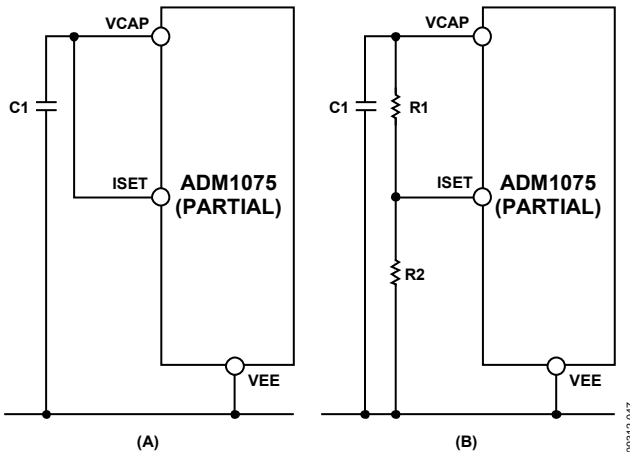 VCAP
C1
ISET
ADM1075
(PARTIAL)
VEE
(A)
VCAP
C1
R1
ISET
ADM1075
(PARTIAL)
R2
VEE
(B)
09312-047